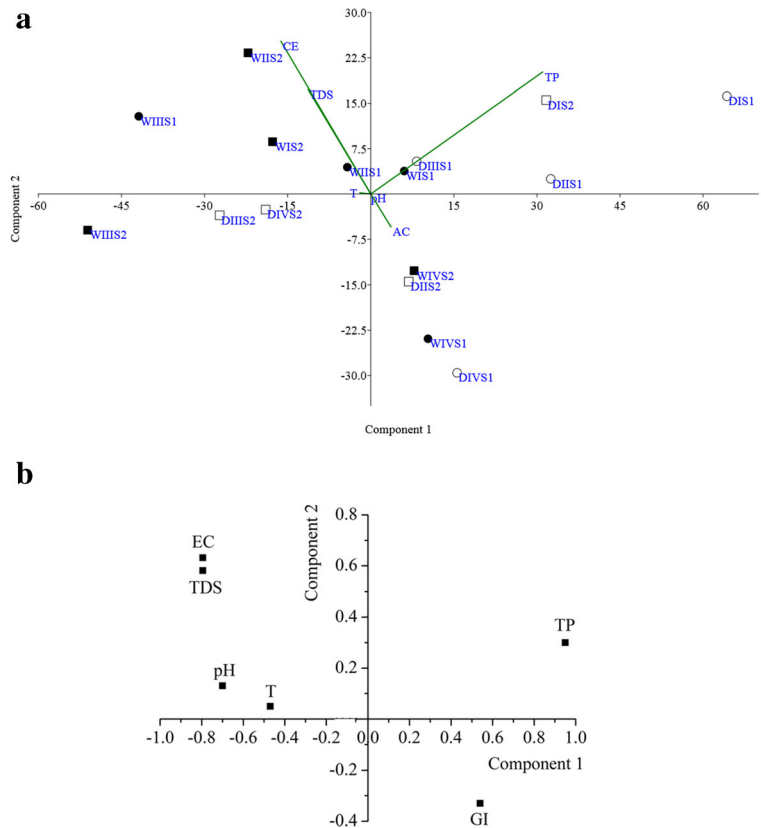 a
30.0
CE
WIIS2
22.5
TP
TDS
15.0
DIS2
DIS1
WIIIS1
WIS2
7.5
WIIS1
DIIIS1
WIS1
DIIS1
T
pH
-60
-45
-30
-15
15
30
45
60
Component 2
DIIIS2
DIVS2
WIIIS2
-7.5
AC
WIVS2
DIIS2
-15.0
-22.5
WIVS1
-30.0
DIVS1
Component 1
b
0.8
Component 2
EC
TDS
0.6
0.4
TP
pH
T
0.2
-1.0 -0.8 -0.6 -0.4 -0.2 0.0 0.2 0.4 0.6 0.8 1.0
Component 1
-0.2
GI
-0.4